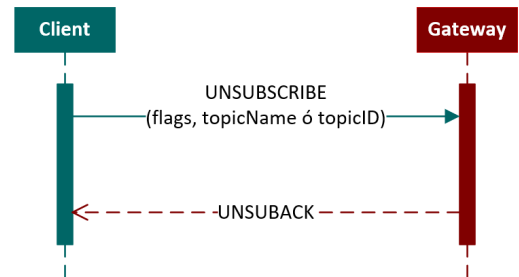 Client
Gateway
UNSUBSCRIBE
(flags, topicName ó topicID)
UNSUBACK